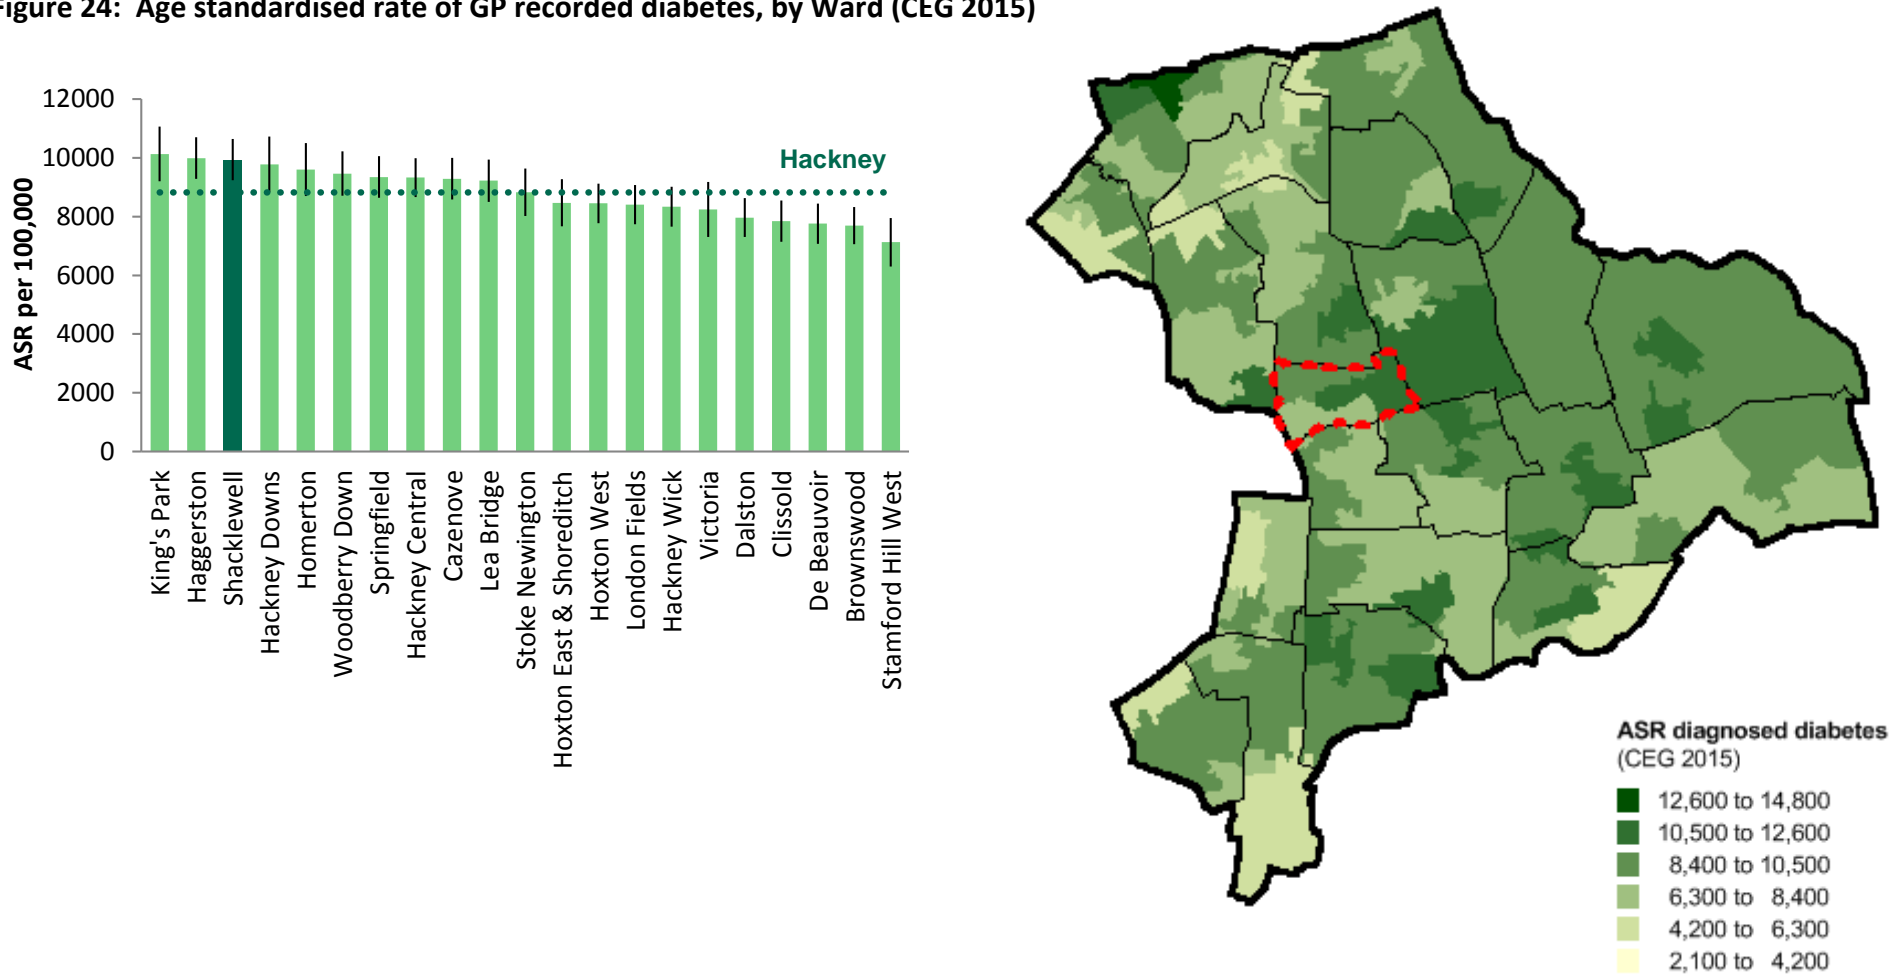 Figure 24: Age standardised rate of GP recorded diabetes, by Ward (CEG 2015)
ASR per 100,000
12000
10000
8000
6000
4000
2000
0
Hackney
King's Park
Haggerston
Shacklewell
Hackney Downs
Homerton
Woodberry Down
Springfield
Hackney Central
Cazenove
Lea Bridge
Stoke Newington
Hoxton East & Shoreditch
Hoxton West
London Fields
Hackney Wick
Victoria
Dalston
Clissold
De Beauvoir
Brownswood
Stamford Hill West
ASR diagnosed diabetes
(CEG 2015)
12,600 to 14,800
10,500 to 12,600
8,400 to 10,500
6,300 to 8,400
4,200 to 6,300
2,100 to 4,200